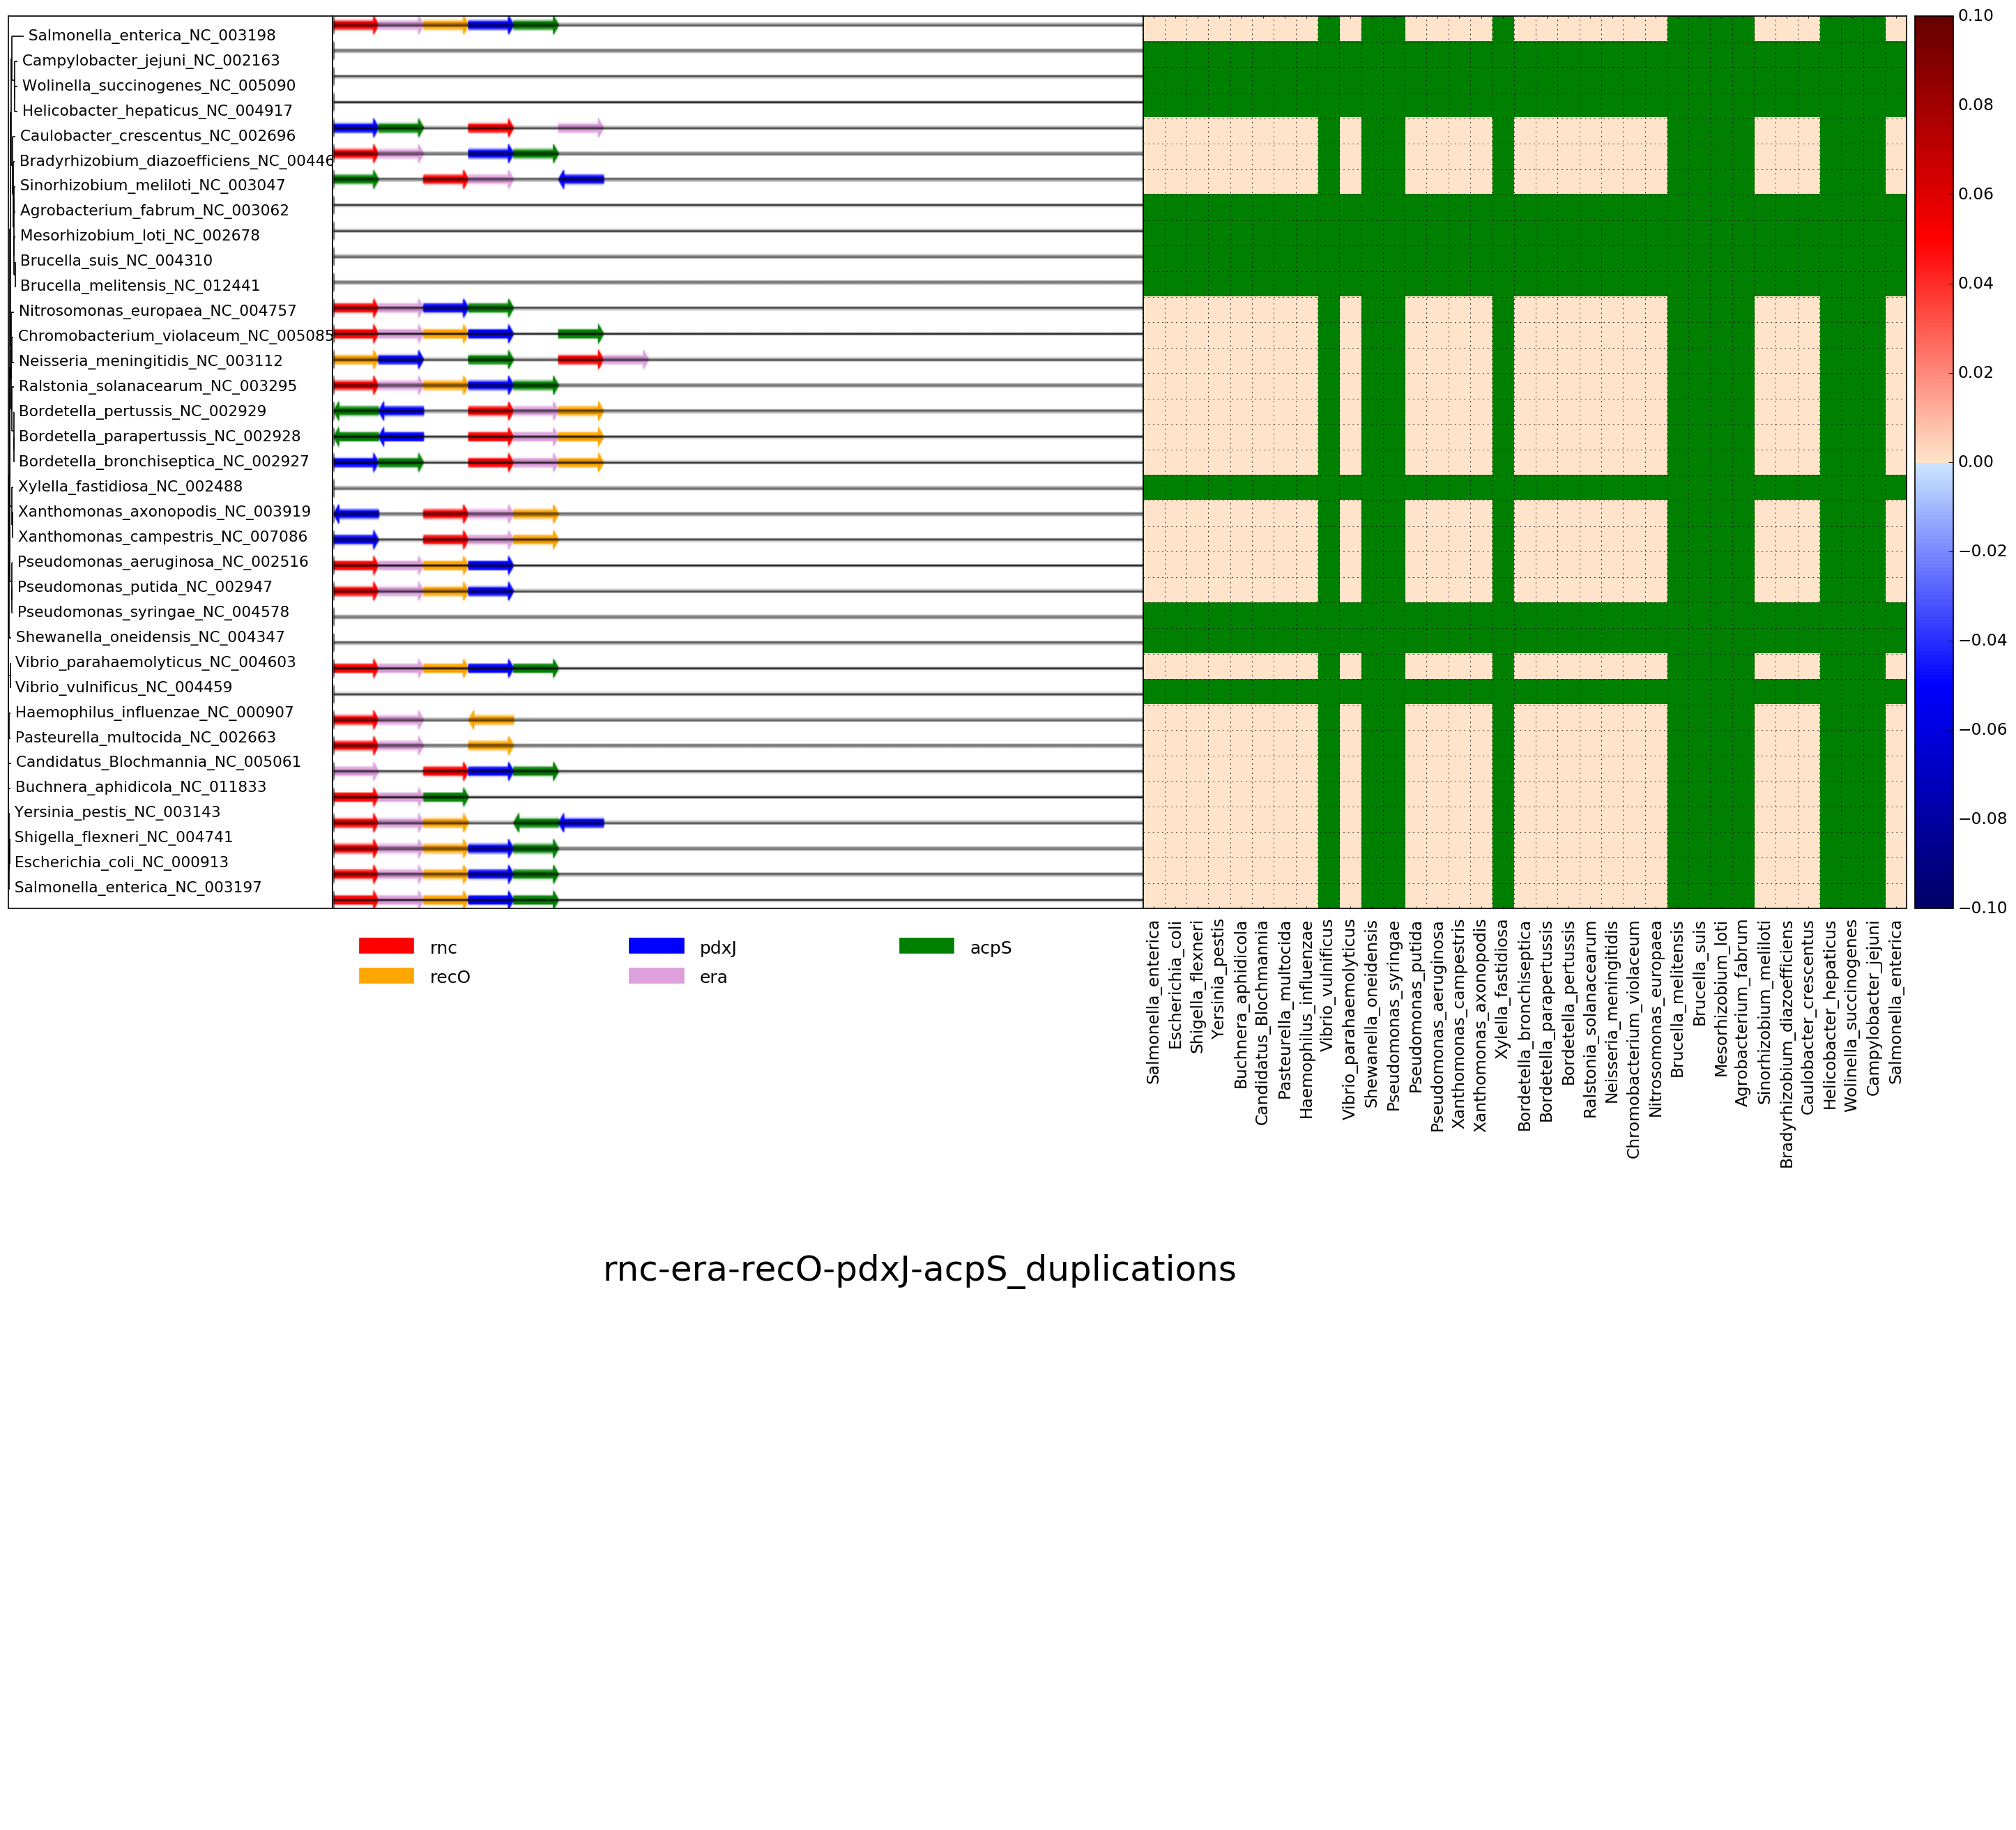 Salmonella_enterica_NC_003198
Campylobacter_jejuni_NC_002163
Wolinella_succinogenes_NC_005090
Helicobacter_hepaticus_NC_004917
Caulobacter_crescentus_NC_002696
Bradyrhizobium_diazoefficiens_NC_00446
Sinorhizobium_meliloti_NC_003047
Agrobacterium_fabrum_NC_003062
Mesorhizobium_loti_NC_002678
Brucella_suis_NC_004310
Brucella_melitensis_NC_012441
Nitrosomonas_europaea_NC_004757
Chromobacterium_violaceum_NC_005085
Neisseria_meningitidis_NC_003112
Ralstonia_solanacearum_NC_003295
Bordetella_pertussis_NC_002929
Bordetella_parapertussis_NC_002928
Bordetella_bronchiseptica_NC_002927
Xylella_fastidiosa_NC_002488
Xanthomonas_axonopodis_NC_003919
Xanthomonas_campestris_NC_007086
Pseudomonas_aeruginosa_NC_002516
Pseudomonas_putida_NC_002947
Pseudomonas_syringae_NC_004578
Shewanella_oneidensis_NC_004347
Vibrio_parahaemolyticus_NC_004603
Vibrio_vulnificus_NC_004459
Haemophilus_influenzae_NC_000907
Pasteurella_multocida_NC_002663
Candidatus_Blochmannia_NC_005061
Buchnera_aphidicola_NC_011833
Yersinia_pestis_NC_003143
Shigella_flexneri_NC_004741
Escherichia_coli_NC_000913
Salmonella_enterica_NC_003197
0.10
0.08
0.06
0.04
0.02
0.00
−0.02
−0.04
−0.06
−0.08
−0.10
rnc
pdxJ
acpS
recO
era
Salmonella_enterica
Escherichia_coli
Shigella_flexneri
Yersinia_pestis
Buchnera_aphidicola
Candidatus_Blochmannia
Pasteurella_multocida
Haemophilus_influenzae
Vibrio_vulnificus
Vibrio_parahaemolyticus
Shewanella_oneidensis
Pseudomonas_syringae
Pseudomonas_putida
Pseudomonas_aeruginosa
Xanthomonas_campestris
Xanthomonas_axonopodis
Xylella_fastidiosa
Bordetella_bronchiseptica
Bordetella_parapertussis
Bordetella_pertussis
Ralstonia_solanacearum
Neisseria_meningitidis
Chromobacterium_violaceum
Nitrosomonas_europaea
Brucella_melitensis
Brucella_suis
Mesorhizobium_loti
Agrobacterium_fabrum
Sinorhizobium_meliloti
Bradyrhizobium_diazoefficiens
Caulobacter_crescentus
Helicobacter_hepaticus
Wolinella_succinogenes
Campylobacter_jejuni
Salmonella_enterica
rnc-era-recO-pdxJ-acpS_duplications